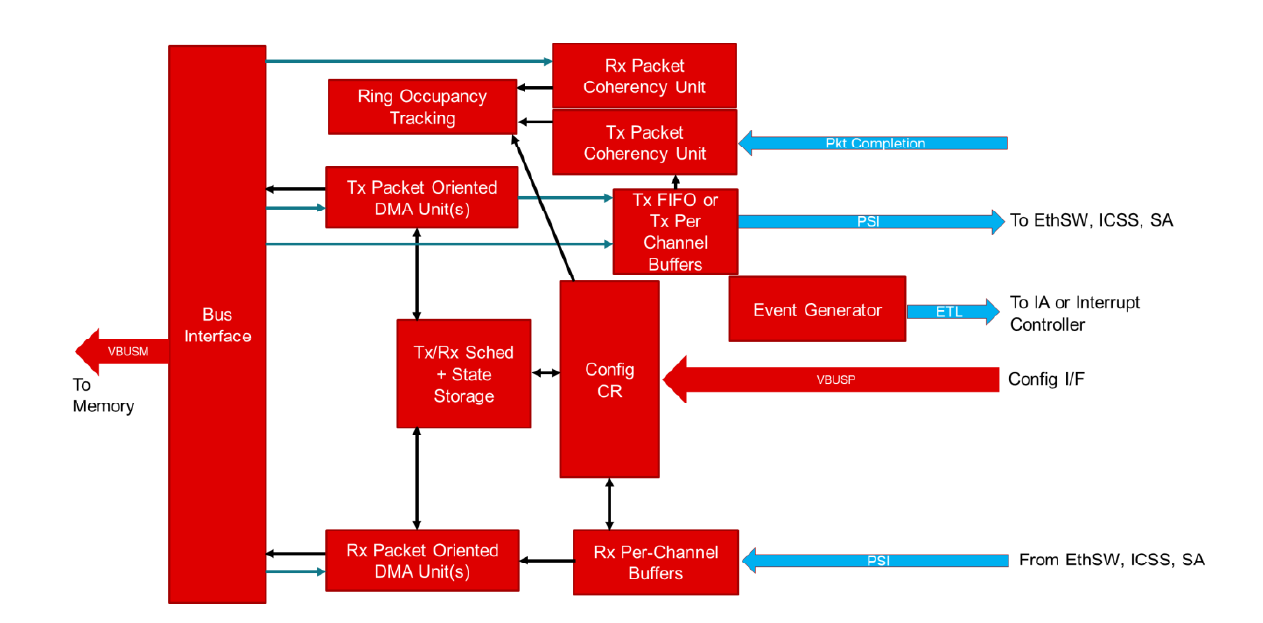 Rx Packet
Coherency Unit
Ring Occupancy
Tracking
Tx Packet
Coherency Unit
Pkt Completion
Tx Packet Oriented
DMA Unit(s)
Tx FIFO or
Tx Per
Channel
Buffers
PSI
To EthSW, ICSS, SA
Event Generator
ETL
To IA or Interrupt
Controller
Bus
Interface
VBUSM
To
Memory
Tx/Rx Sched
+ State
Storage
Config
CR
VBUSP
Config I/F
Rx Packet Oriented
DMA Unit(s)
Rx Per-Channel
Buffers
PSI
From EthSW, ICSS, SA